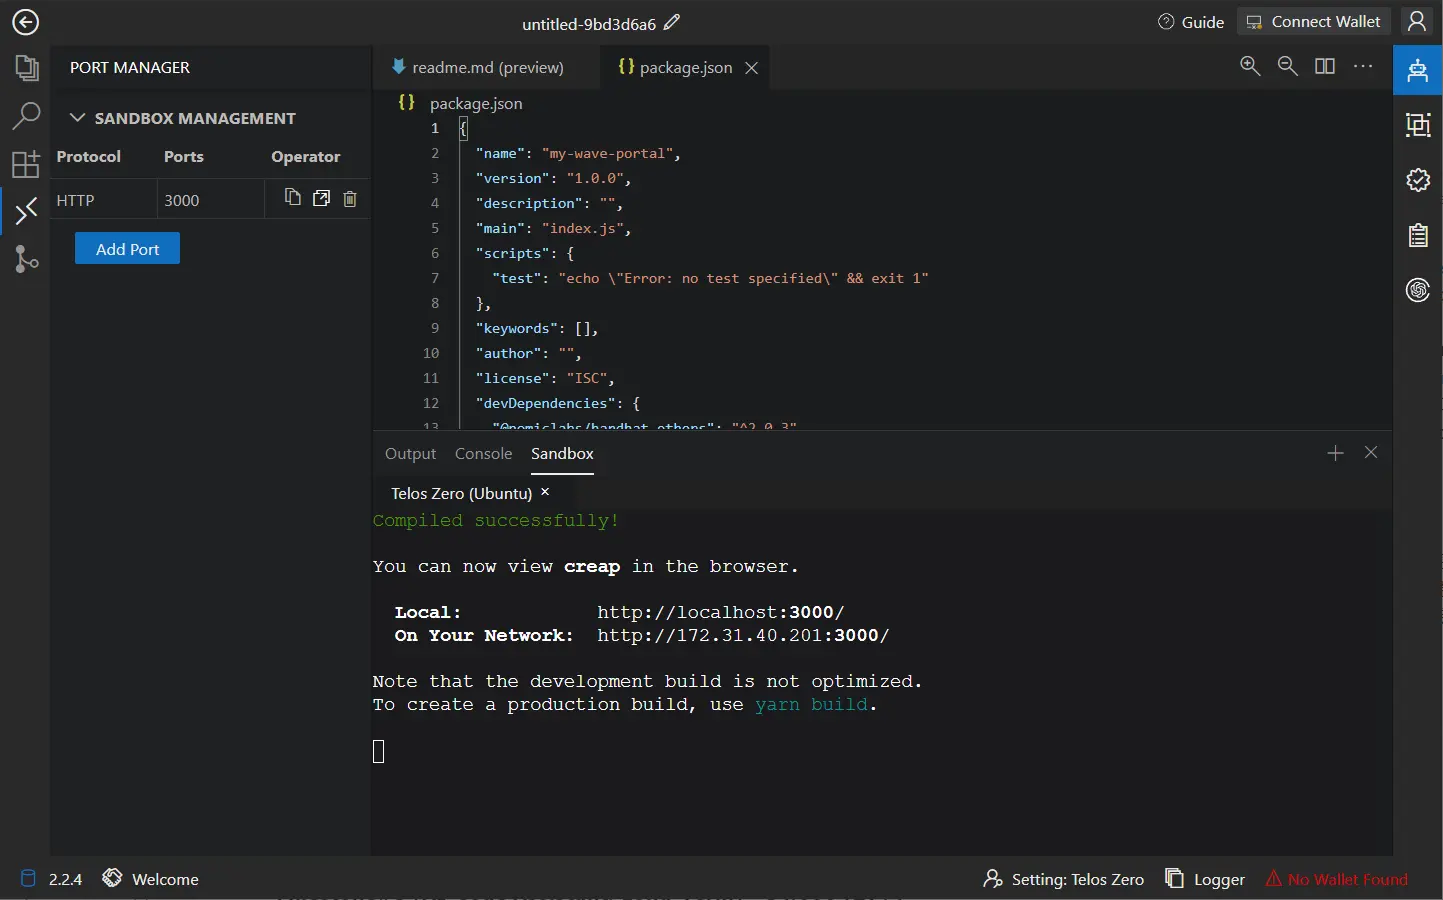 untitled-9bd3d6a6
Guide
Connect Wallet
PORT MANAGER
SANDBOX MANAGEMENT
Protocol Ports Operator
HTTP 3000
Add Port
readme.md (preview)
{} package.json
{} package.json
1 {
2 "name": "my-wave-portal",
3 "version": "1.0.0",
4 "description": "",
5 "main": "index.js",
6 "scripts": {
7 "test": "echo \"Error: no test specified\" && exit 1"
8 },
9 "keywords": [],
10 "author": "",
11 "license": "ISC",
12 "devDependencies": {
13 "@nomiclabs/hardhat-ethers": "^2.0.3"
Output Console Sandbox
Telos Zero (Ubuntu) ×
Compiled successfully!
You can now view creap in the browser.
Local: http://localhost:3000/
On Your Network: http://172.31.40.201:3000/
Note that the development build is not optimized.
To create a production build, use yarn build.
2.2.4 Welcome
Setting: Telos Zero Logger No Wallet Found